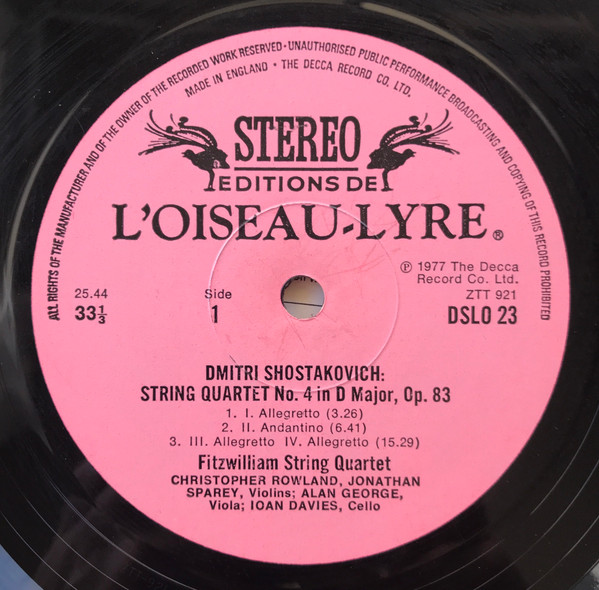 ALL RIGHTS OF THE MANUFACTURER AND OF THE OWNER OF THE RECORDED WORK RESERVED · UNAUTHORISED PUBLIC PERFORMANCE BROADCASTING AND COPYING OF THIS RECORD PROHIBITED
MADE IN ENGLAND · THE DECCA RECORD CO. LTD.
STEREO
EDITIONS DE
L'OISEAU-LYRE ®
℗ 1977 The Decca
Record Co. Ltd.
25.44 Side ZTT 921
33⅓ 1 DSLO 23
DMITRI SHOSTAKOVICH:
STRING QUARTET No. 4 in D Major, Op. 83
1. I. Allegretto (3.26)
2. II. Andantino (6.41)
3. III. Allegretto IV. Allegretto (15.29)
Fitzwilliam String Quartet
CHRISTOPHER ROWLAND, JONATHAN
SPAREY, Violins; ALAN GEORGE,
Viola; IOAN DAVIES, Cello